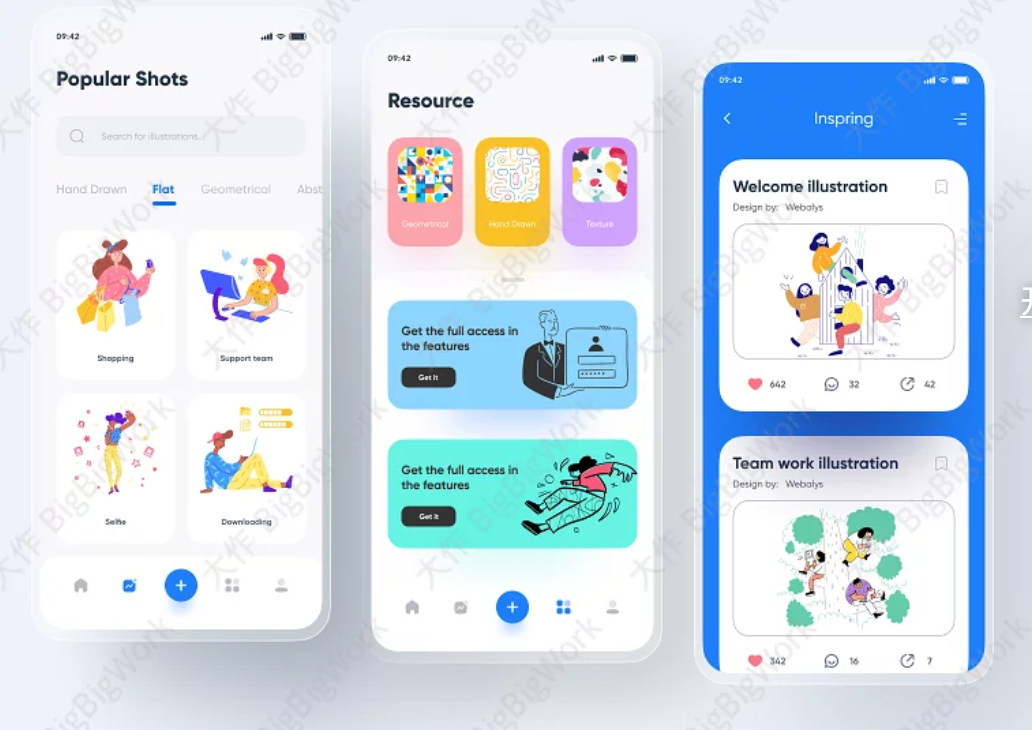 09:42
Popular Shots
Search for illustrations...
Hand Drawn Flat Geometrical Abst
Shopping
Support team
Selfie
Downloading
09:42
Resource
Geometrical
Hand Drawn
Texture
Get the full access in
the features
Get it
Get the full access in
the features
Get it
09:42
Inspring
Welcome illustration
Design by: Webalys
642
32
42
Team work illustration
Design by: Webalys
342
16
7
大作 BigBigWork